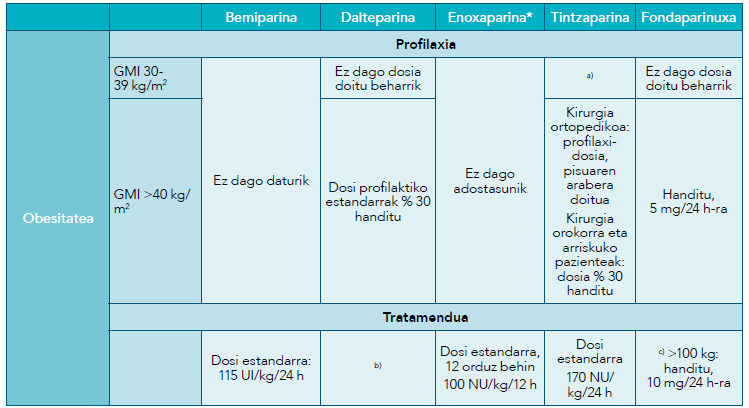 Bemiparina Dalteparina Enoxaparina* Tintzaparina Fondaparinuxa
Profilaxia
Obesitatea
GMI 30-
39 kg/m²
Ez dago daturik
Ez dago dosia
doitu beharrik
Ez dago
adostasunik
a)
Ez dago dosia
doitu beharrik
GMI >40 kg/
m²
Dosi profilaktiko
estandarrak % 30
handitu
Kirurgia
ortopedikoa:
profilaxi-
dosia,
pisuaren
arabera
doitua
Kirurgia
orokorra eta
arriskuko
pazienteak:
dosia % 30
handitu
Handitu,
5 mg/24 h-ra
Tratamendua
Dosi estandarra:
115 UI/kg/24 h
b)
Dosi estandarra,
12 orduz behin
100 NU/kg/12 h
Dosi
estandarra
170 NU/
kg/24 h
c) >100 kg:
handitu,
10 mg/24 h-ra